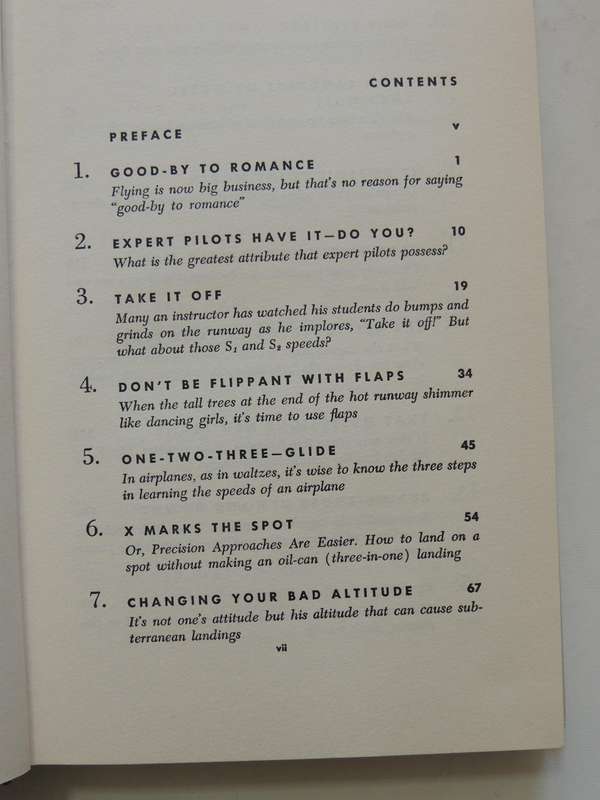 CONTENTS
PREFACE v
1. GOOD-BY TO ROMANCE 1
Flying is now big business, but that's no reason for saying
"good-by to romance"
2. EXPERT PILOTS HAVE IT—DO YOU? 10
What is the greatest attribute that expert pilots possess?
3. TAKE IT OFF 19
Many an instructor has watched his students do bumps and
grinds on the runway as he implores, "Take it off!" But
what about those S₁ and S₂ speeds?
4. DON'T BE FLIPPANT WITH FLAPS 34
When the tall trees at the end of the hot runway shimmer
like dancing girls, it's time to use flaps
5. ONE-TWO-THREE—GLIDE 45
In airplanes, as in waltzes, it's wise to know the three steps
in learning the speeds of an airplane
6. X MARKS THE SPOT 54
Or, Precision Approaches Are Easier. How to land on a
spot without making an oil-can (three-in-one) landing
7. CHANGING YOUR BAD ALTITUDE 67
It's not one's attitude but his altitude that can cause sub-
terranean landings
vii